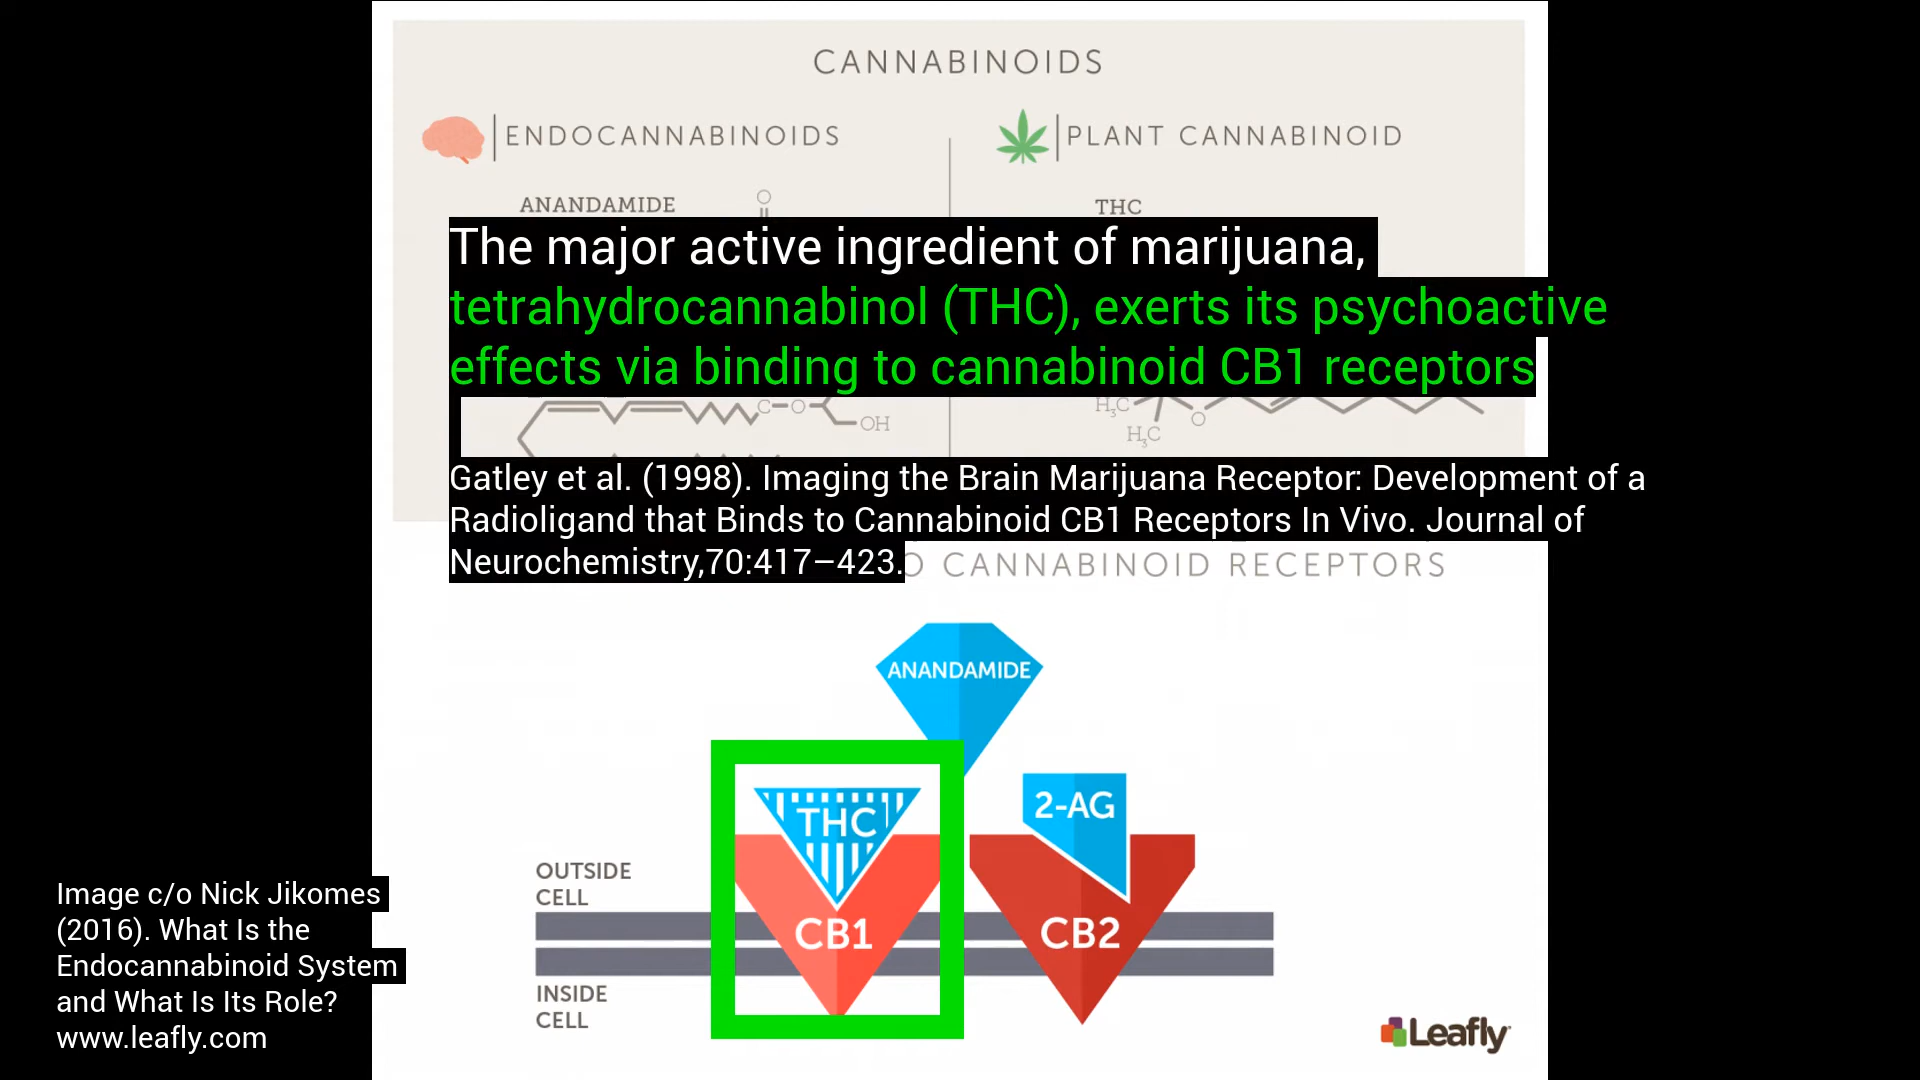 CANNABINOIDS
ENDOCANNABINOIDS
PLANT CANNABINOID
ANANDAMIDE
O
THC
The major active ingredient of marijuana,
tetrahydrocannabinol (THC), exerts its psychoactive
effects via binding to cannabinoid CB1 receptors
C O
OH
H3C
O
H3C
Gatley et al. (1998). Imaging the Brain Marijuana Receptor: Development of a
Radioligand that Binds to Cannabinoid CB1 Receptors In Vivo. Journal of
Neurochemistry,70:417–423.
CANNABINOID RECEPTORS
ANANDAMIDE
THC
2-AG
CB1
CB2
OUTSIDE
CELL
INSIDE
CELL
Image c/o Nick Jikomes
(2016). What Is the
Endocannabinoid System
and What Is Its Role?
www.leafly.com
Leafly